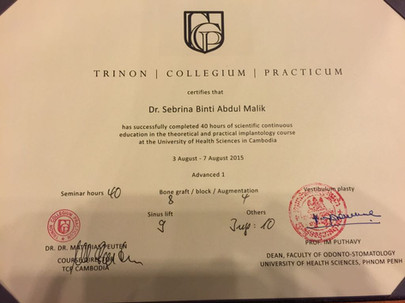 TRINON | COLLEGIUM | PRACTICUM
certifies that
Dr. Sebrina Binti Abdul Malik
has successfully completed 40 hours of scientific continuous
education in the theoretical and practical implantology course
at the University of Health Sciences in Cambodia
3 August - 7 August 2015
Advanced 1
Seminar hours 40 Bone graft / block / Augmentation Vestibulum plasty
8 4
Sinus lift Others
9 Imp: 10
DR. DR. MATTHIAS PEUTEN PROF IM PUTHAVY
COURSE DIRECTOR DEAN, FACULTY OF ODONTO-STOMATOLOGY
TCP CAMBODIA UNIVERSITY OF HEALTH SCIENCES, PHNOM PENH